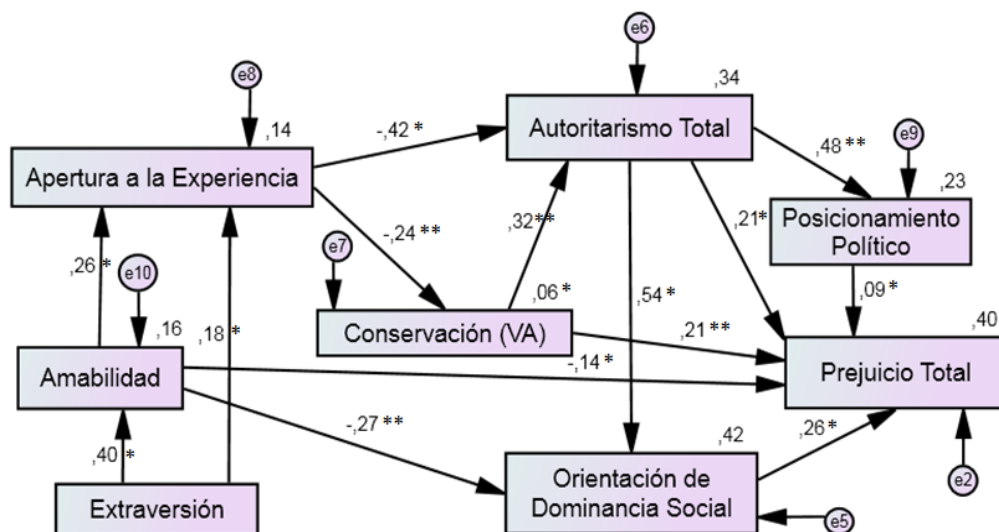 e6
,34
Autoritarismo Total
e8
,14
Apertura a la Experiencia
-,42 *
,48 **
e9
,23
Posicionamiento
Político
-,24 **
,32 **
,21*
,26 *
e10
e7
,18 *
,06 *
,54 *
,09 *
,16
Conservación (VA)
,21 **
,40
Amabilidad
-,14 *
Prejuicio Total
-,27 **
,40 *
,42
,26 *
Extraversión
Orientación de
Dominancia Social
e5
e2